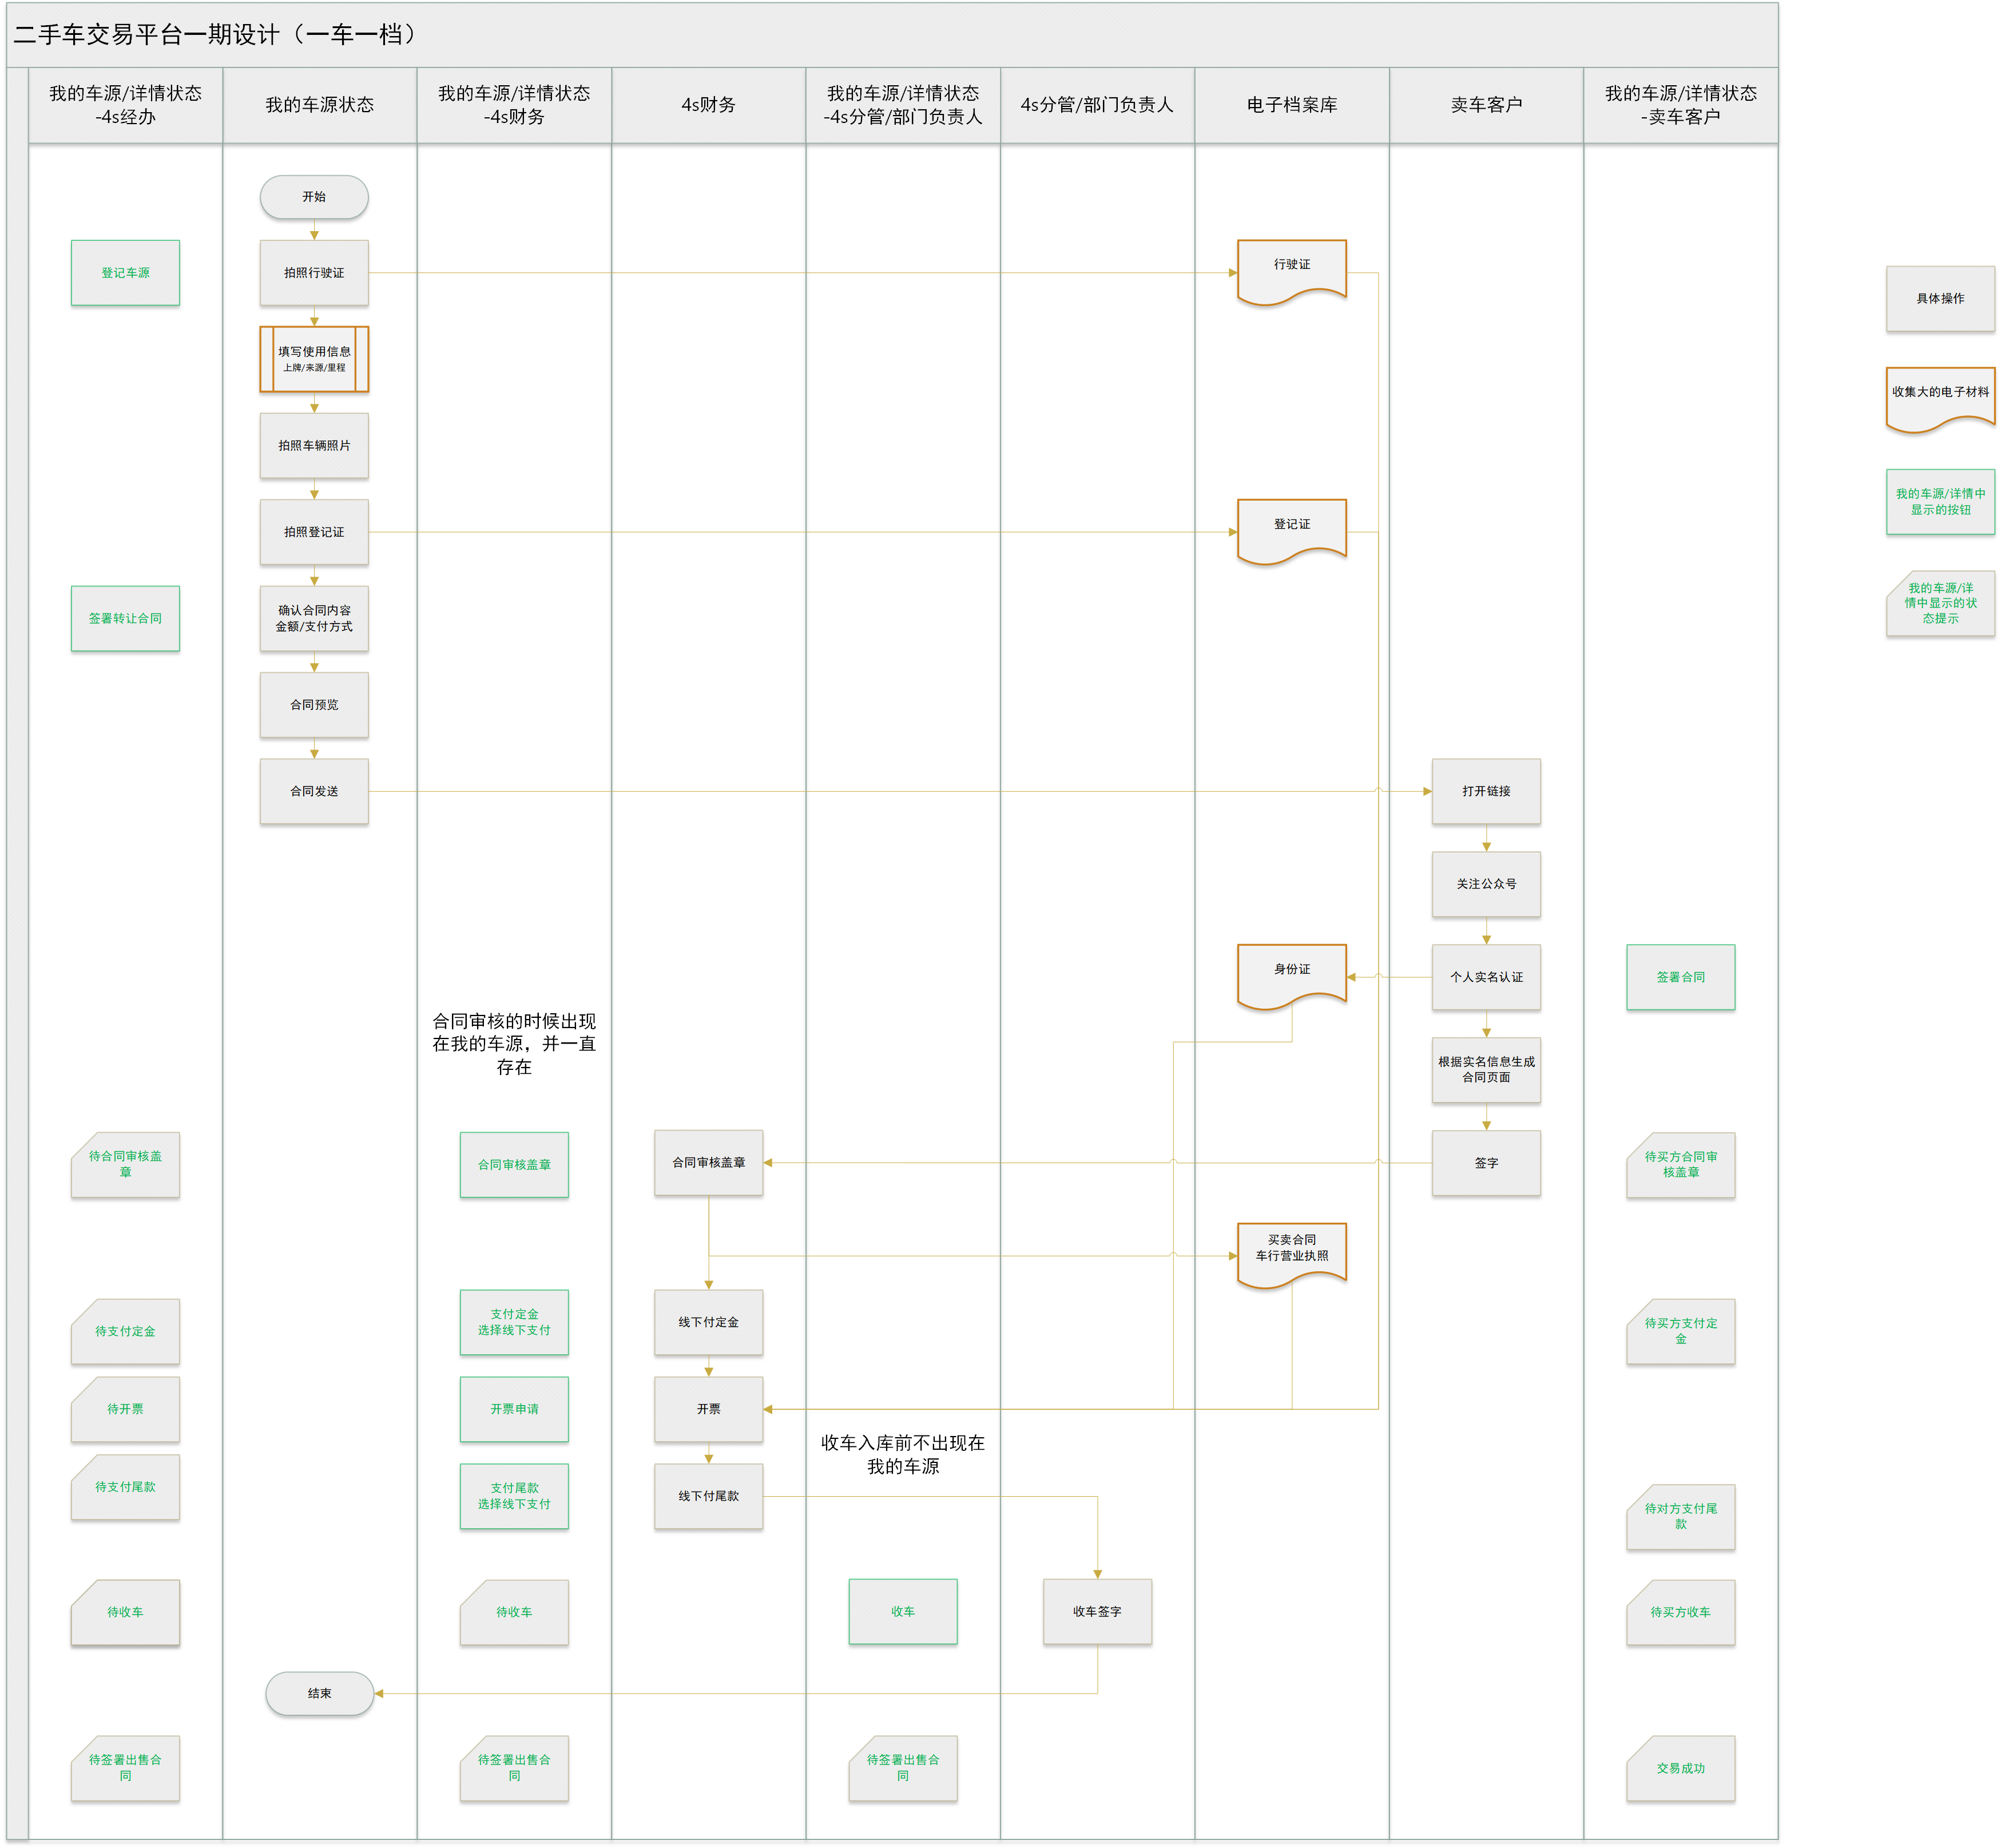 二手车交易平台一期设计（一车一档）
我的车源/详情状态
-4s经办
我的车源状态
我的车源/详情状态
-4s财务
4s财务
我的车源/详情状态
-4s分管/部门负责人
4s分管/部门负责人
电子档案库
卖车客户
我的车源/详情状态
-卖车客户
开始
登记车源
拍照行驶证
行驶证
具体操作
填写使用信息
上牌/来源/里程
收集大的电子材料
拍照车辆照片
我的车源/详情中
显示的按钮
拍照登记证
登记证
我的车源/详
情中显示的状
态提示
签署转让合同
确认合同内容
金额/支付方式
合同预览
合同发送
打开链接
关注公众号
身份证
个人实名认证
签署合同
合同审核的时候出现
在我的车源，并一直
存在
根据实名信息生成
合同页面
待合同审核盖
章
合同审核盖章
合同审核盖章
签字
待买方合同审
核盖章
买卖合同
车行营业执照
待支付定金
支付定金
选择线下支付
线下付定金
待买方支付定
金
待开票
开票申请
开票
收车入库前不出现在
我的车源
待支付尾款
支付尾款
选择线下支付
线下付尾款
待对方支付尾
款
待收车
待收车
收车
收车签字
待买方收车
结束
待签署出售合
同
待签署出售合
同
待签署出售合
同
交易成功